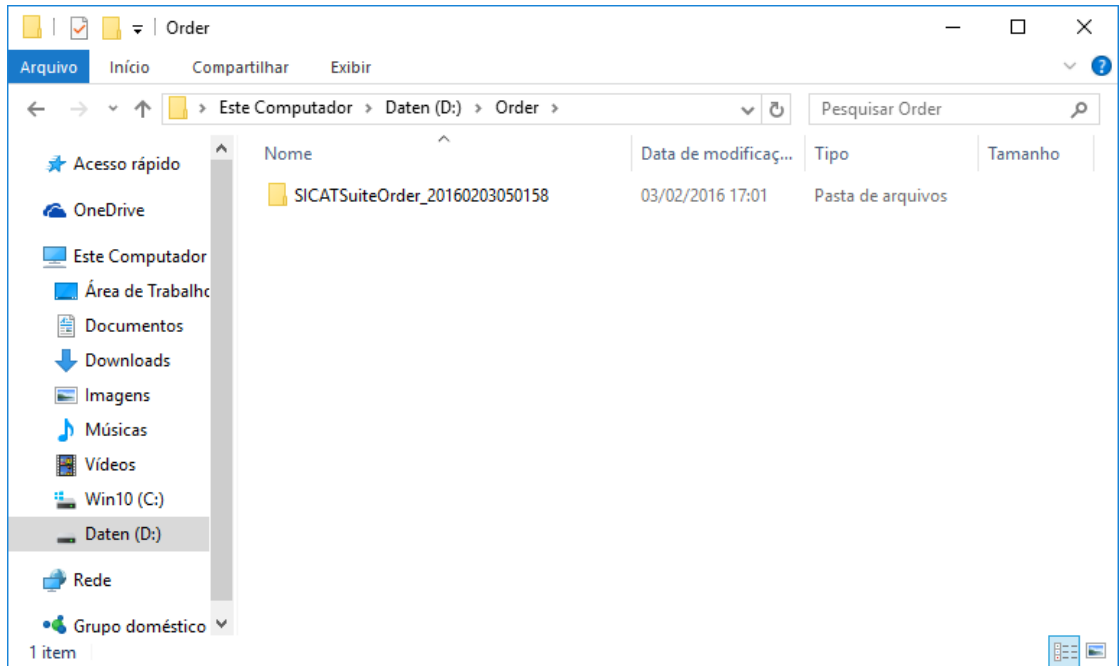 Order
Arquivo Início Compartilhar Exibir
Este Computador > Daten (D:) > Order > Pesquisar Order
Nome Data de modificaç... Tipo Tamanho
SICATSuiteOrder_20160203050158 03/02/2016 17:01 Pasta de arquivos
Acesso rápido
OneDrive
Este Computador
Área de Trabalho
Documentos
Downloads
Imagens
Músicas
Vídeos
Win10 (C:)
Daten (D:)
Rede
Grupo doméstico
1 item